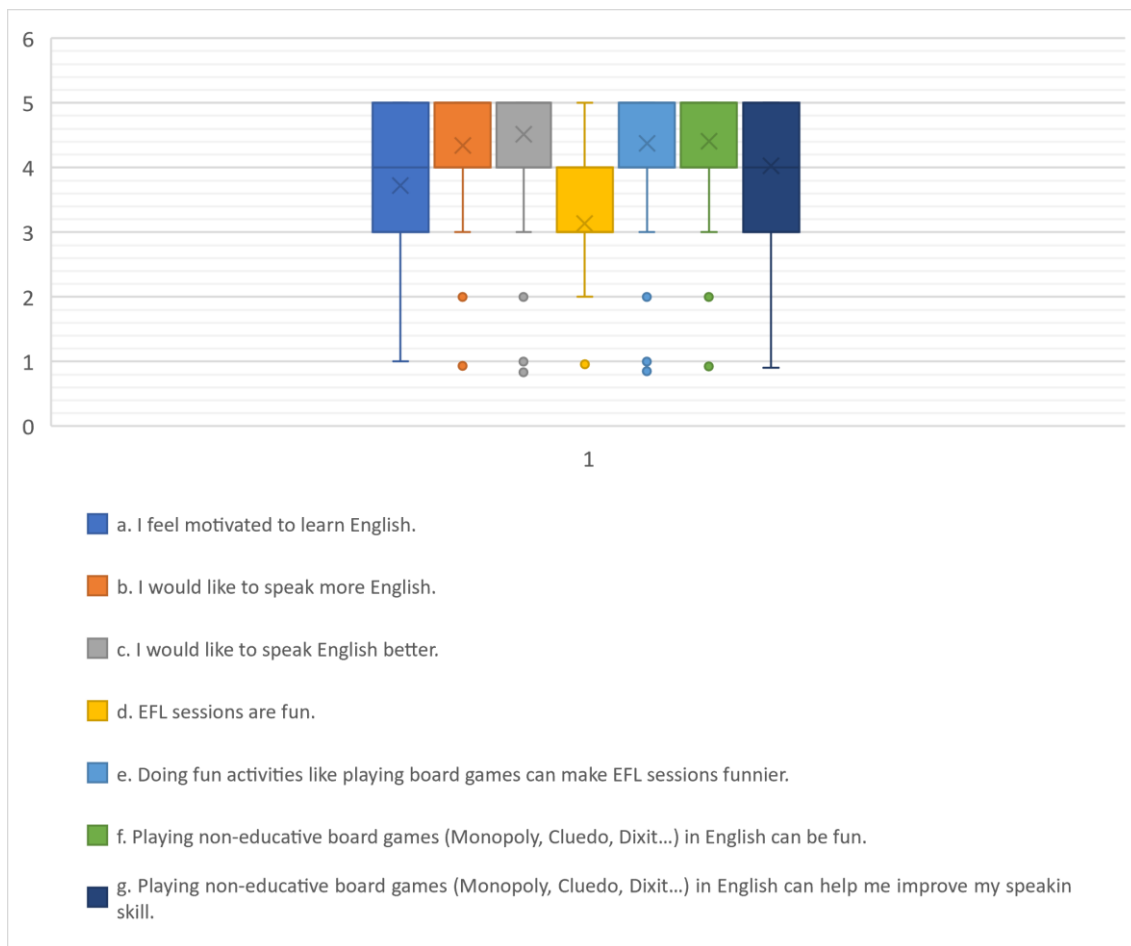 6
5
4
3
2
1
0
1
a. I feel motivated to learn English.
b. I would like to speak more English.
c. I would like to speak English better.
d. EFL sessions are fun.
e. Doing fun activities like playing board games can make EFL sessions funnier.
f. Playing non-educative board games (Monopoly, Cluedo, Dixit…) in English can be fun.
g. Playing non-educative board games (Monopoly, Cluedo, Dixit…) in English can help me improve my speakin
skill.